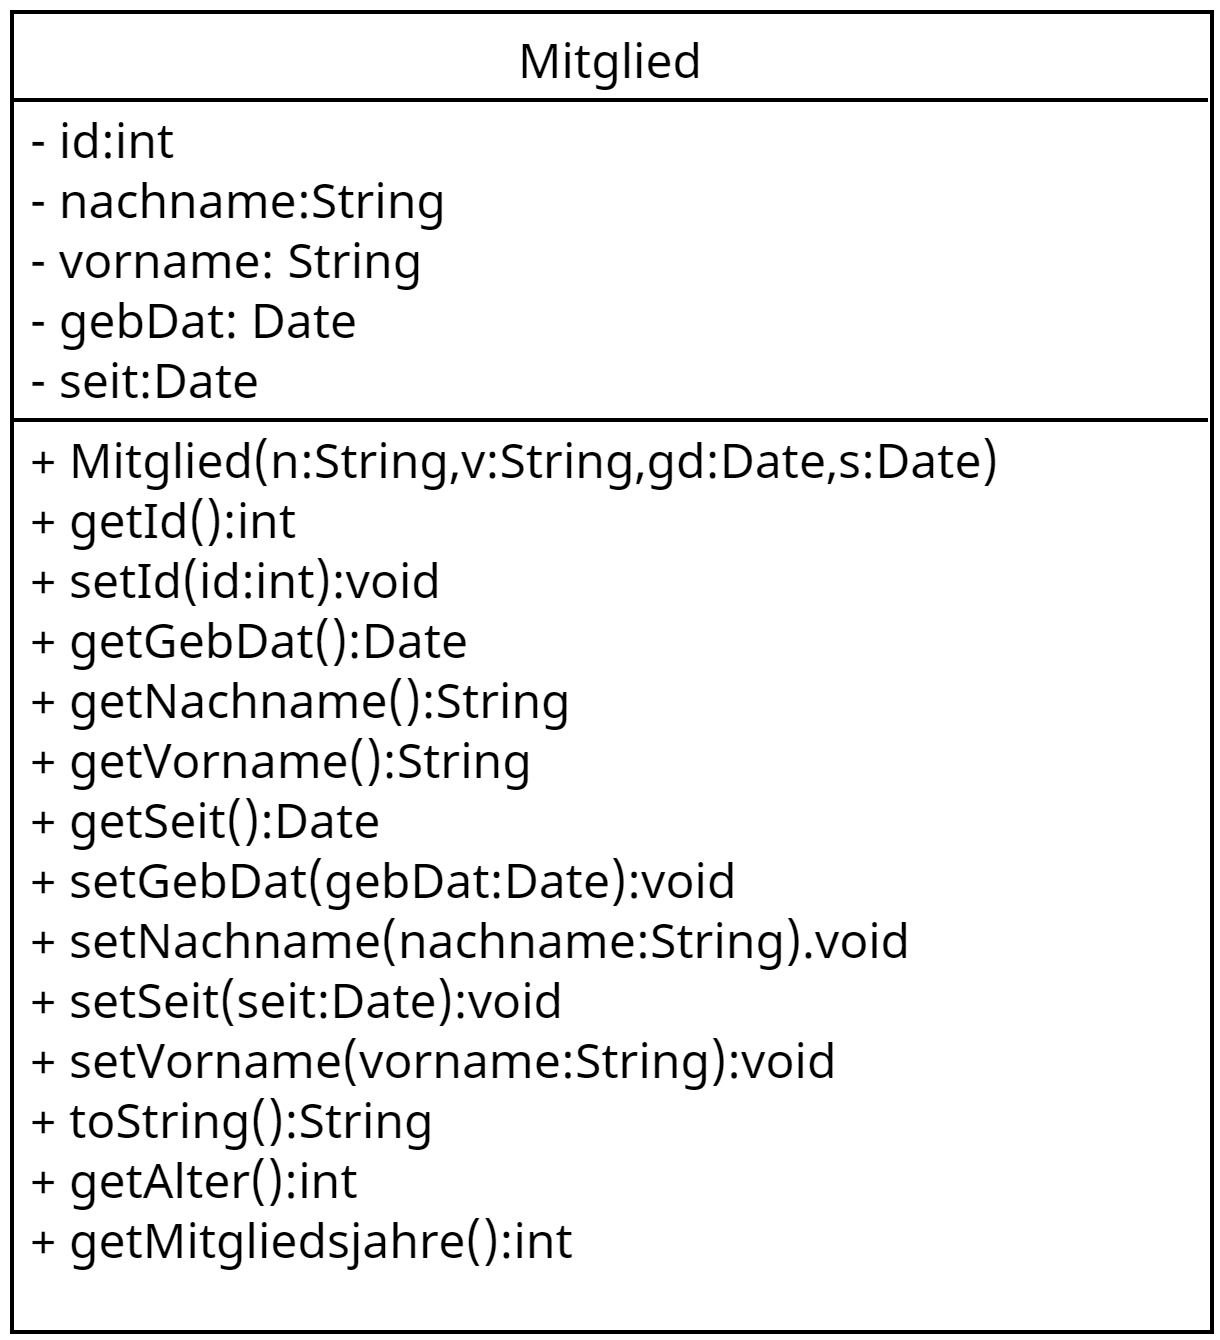 Mitglied
- id:int
- nachname:String
- vorname: String
- gebDat: Date
- seit:Date
+ Mitglied(n:String,v:String,gd:Date,s:Date)
+ getId():int
+ setId(id:int):void
+ getGebDat():Date
+ getNachname():String
+ getVorname():String
+ getSeit():Date
+ setGebDat(gebDat:Date):void
+ setNachname(nachname:String).void
+ setSeit(seit:Date):void
+ setVorname(vorname:String):void
+ toString():String
+ getAlter():int
+ getMitgliedsjahre():int